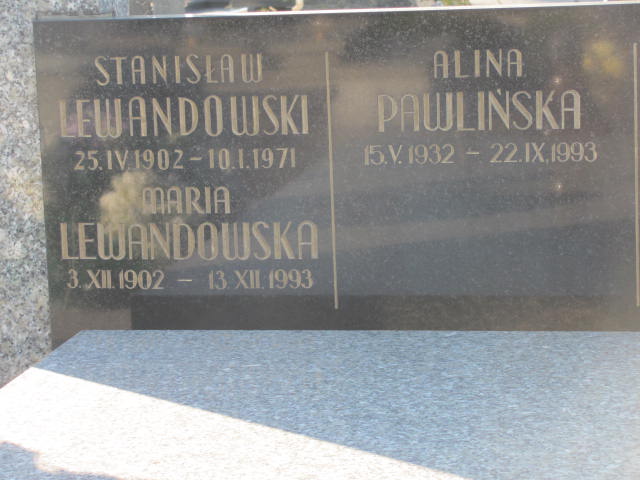 STANISŁAW
LEWANDOWSKI
25.IV.1902 - 10.I.1971
MARIA
LEWANDOWSKA
3.XII.1902 - 13.XII.1993
ALINA
PAWLIŃSKA
15.V.1932 - 22.IX.1993